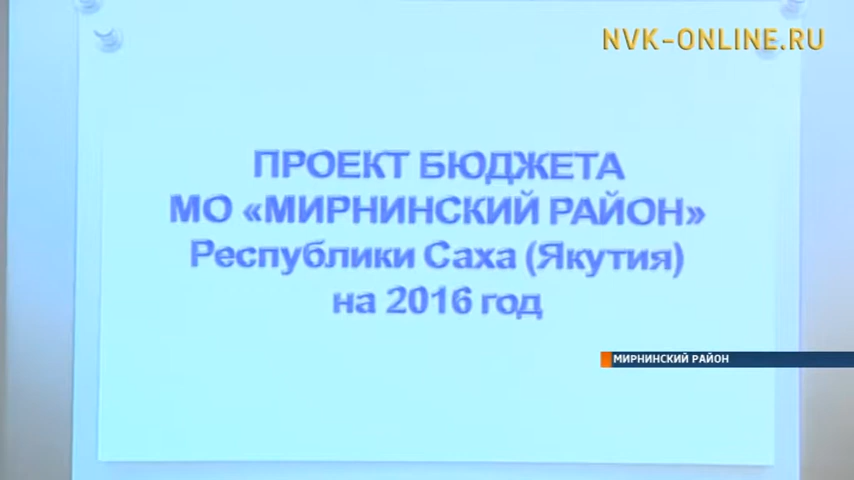 NVK-ONLINE.RU
ПРОЕКТ БЮДЖЕТА
МО «МИРНИНСКИЙ РАЙОН»
Республики Саха (Якутия)
на 2016 год
МИРНИНСКИЙ РАЙОН